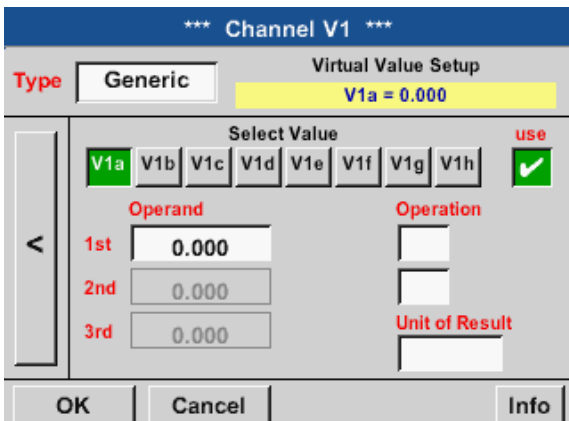 *** Channel V1 ***
Type Generic
Virtual Value Setup
V1a = 0.000
Select Value use
V1a V1b V1c V1d V1e V1f V1g V1h
Operand Operation
< 1st 0.000
2nd 0.000
3rd 0.000
Unit of Result
OK Cancel Info